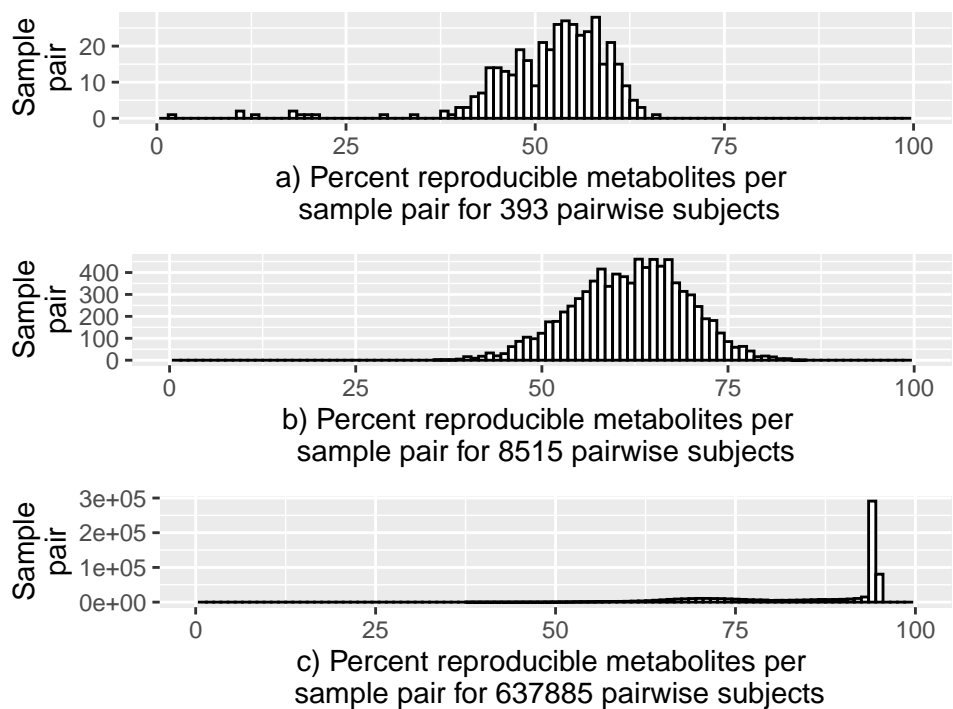 Sample
pair
20
10
0
0 25 50 75 100
a) Percent reproducible metabolites per
sample pair for 393 pairwise subjects
Sample
pair
400
300
200
100
0
0 25 50 75 100
b) Percent reproducible metabolites per
sample pair for 8515 pairwise subjects
Sample
pair
3e+05
2e+05
1e+05
0e+00
0 25 50 75 100
c) Percent reproducible metabolites per
sample pair for 637885 pairwise subjects